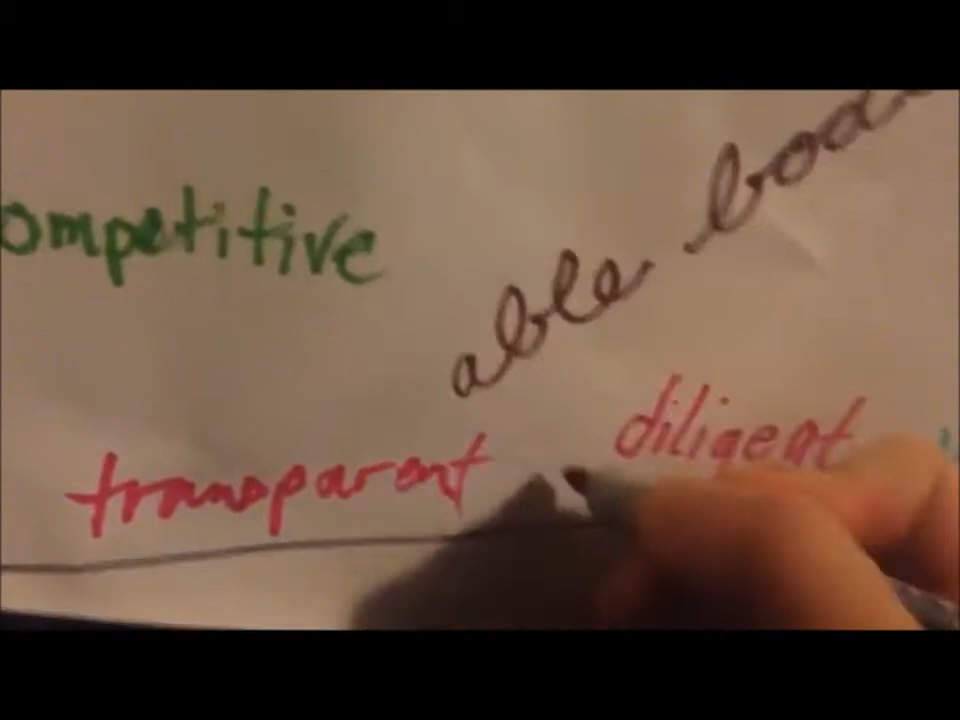 ompetitive
able bod
transparent
diligent